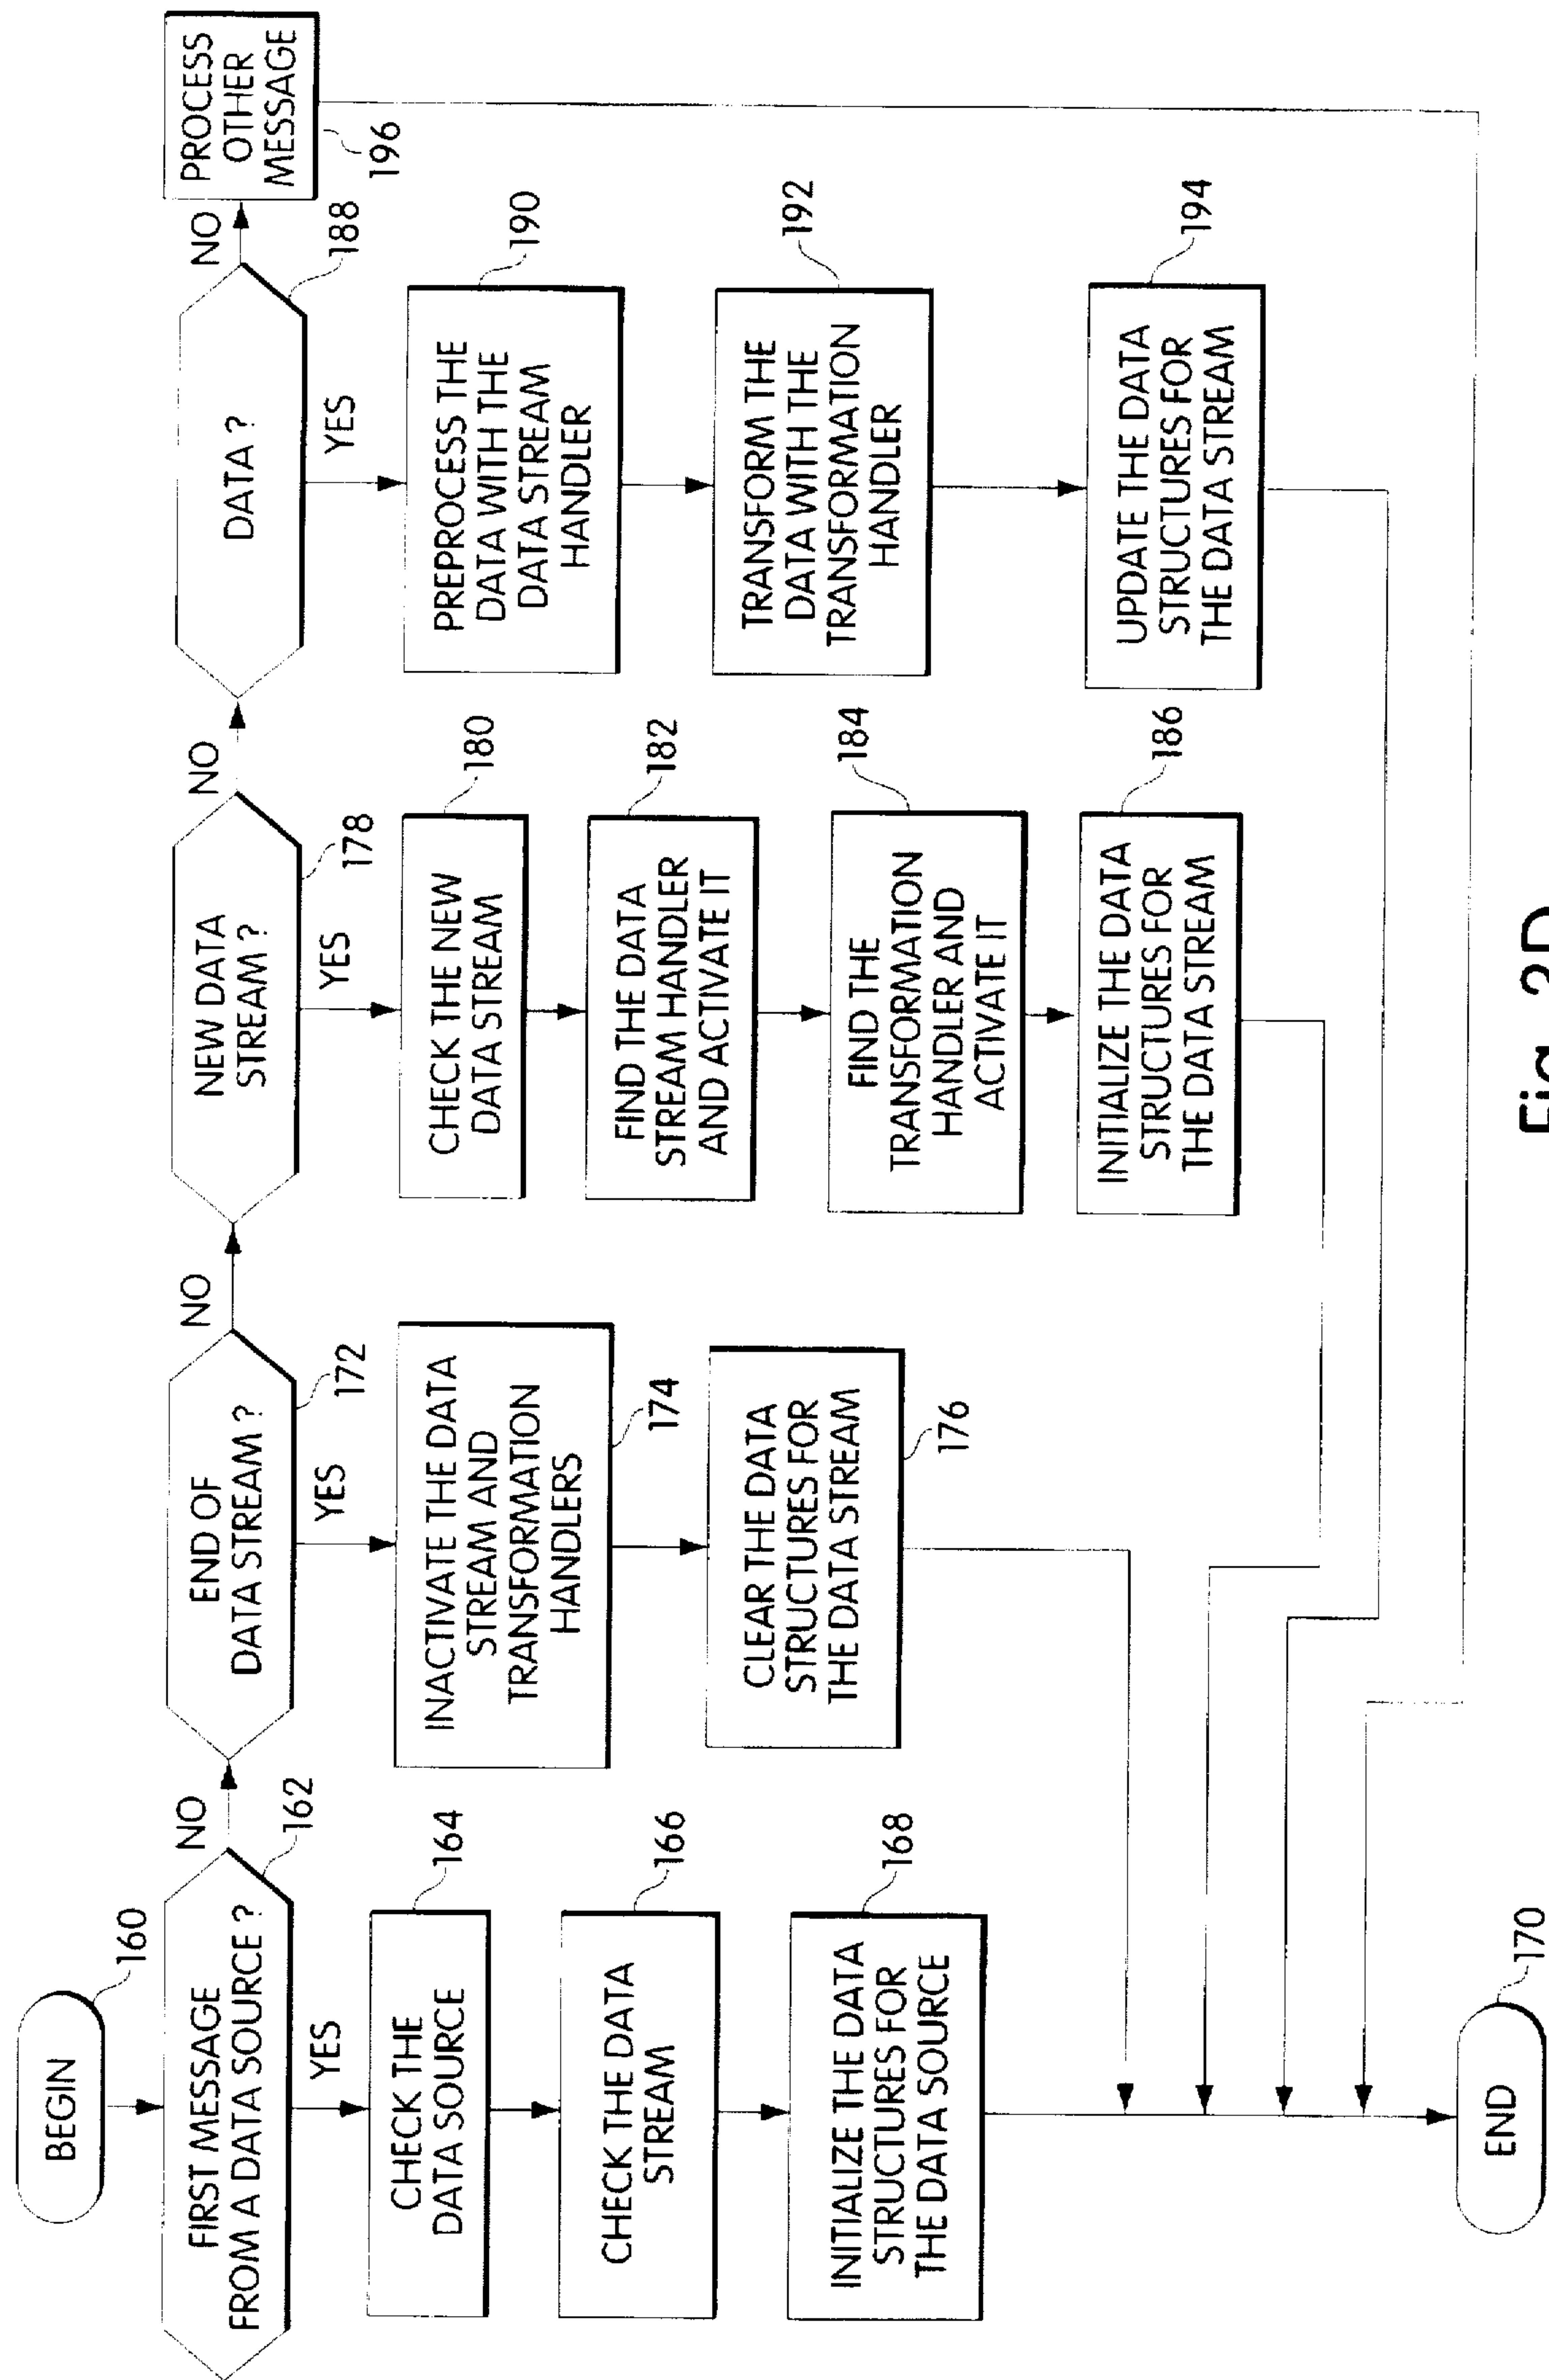 BEGIN
160
FIRST MESSAGE
FROM A DATA SOURCE ?
162
NO
YES
CHECK THE
DATA SOURCE
164
CHECK THE DATA
STREAM
166
INITIALIZE THE DATA
STRUCTURES FOR
THE DATA SOURCE
168
END
170
END OF
DATA STREAM ?
172
NO
YES
INACTIVATE THE DATA
STREAM AND
TRANSFORMATION
HANDLERS
174
CLEAR THE DATA
STRUCTURES FOR
THE DATA STREAM
176
NEW DATA
STREAM ?
178
NO
YES
CHECK THE NEW
DATA STREAM
180
FIND THE DATA
STREAM HANDLER
AND ACTIVATE IT
182
FIND THE
TRANSFORMATION
HANDLER AND
ACTIVATE IT
184
INITIALIZE THE DATA
STRUCTURES FOR
THE DATA STREAM
186
DATA ?
188
NO
YES
PREPROCESS THE
DATA WITH THE
DATA STREAM
HANDLER
190
TRANSFORM THE
DATA WITH THE
TRANSFORMATION
HANDLER
192
UPDATE THE DATA
STRUCTURES FOR
THE DATA STREAM
194
PROCESS
OTHER
MESSAGE
196